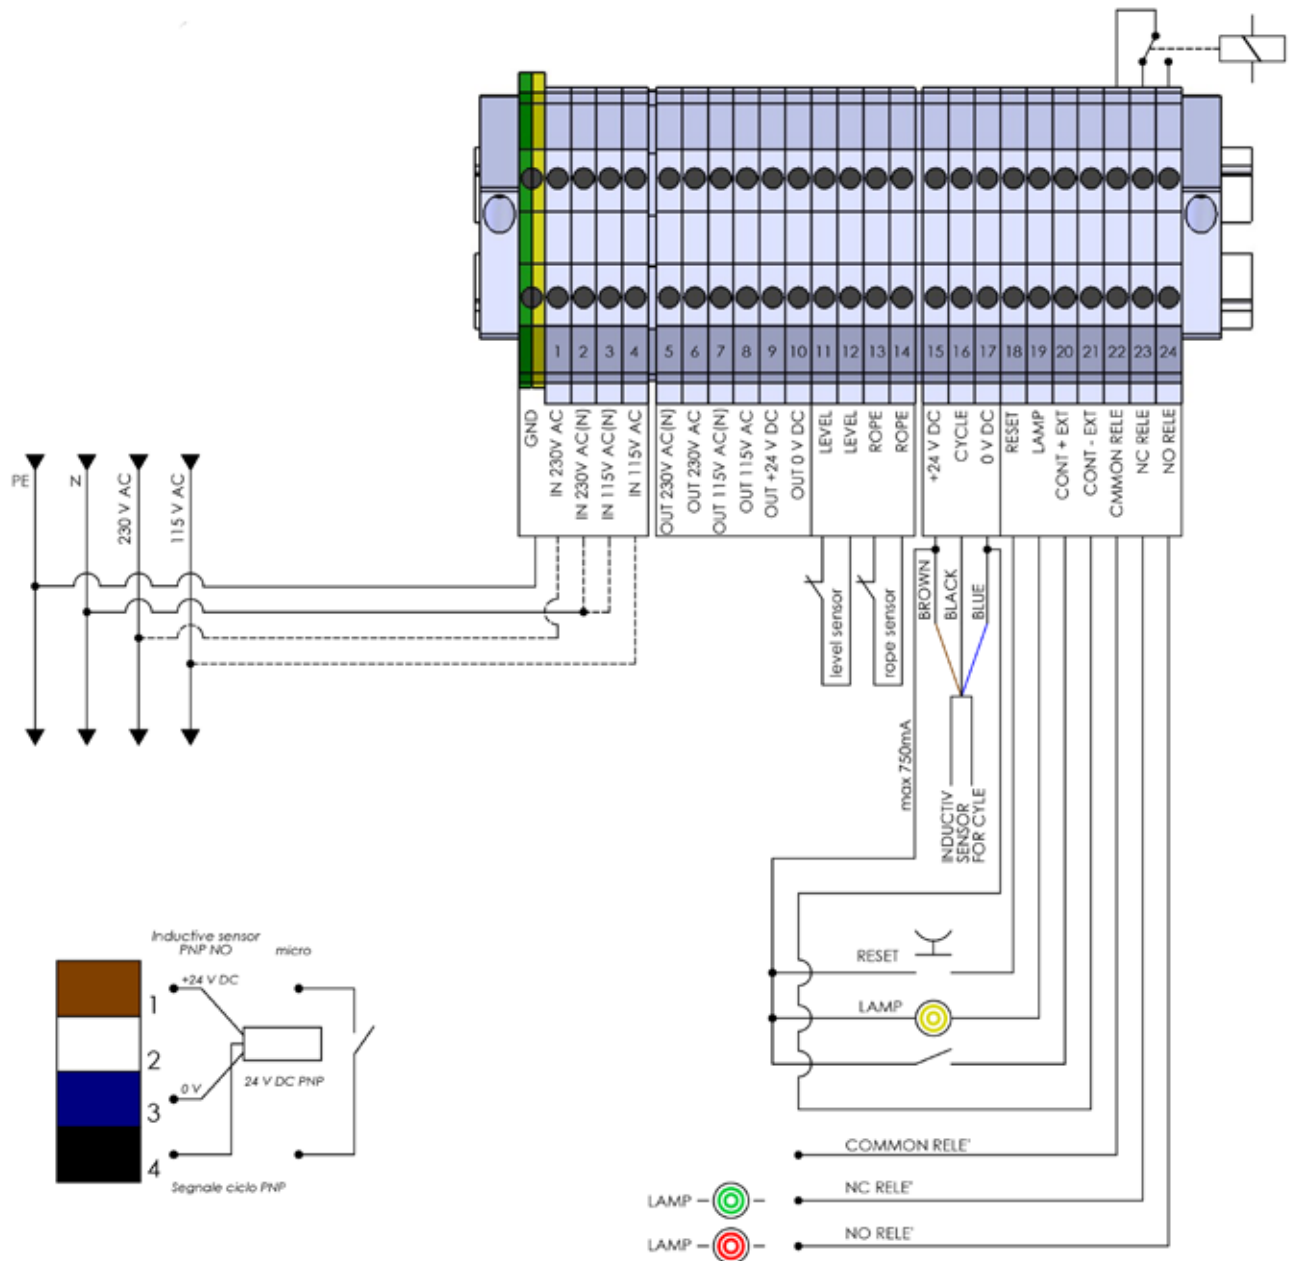 1
2
3
4
5
6
7
8
9
10
11
12
13
14
15
16
17
18
19
20
21
22
23
24
GND
IN 230V AC
IN 230V AC(N)
IN 115V AC(N)
IN 115V AC
OUT 230V AC(N)
OUT 230V AC
OUT 115V AC(N)
OUT 115V AC
OUT +24 V DC
OUT 0 V DC
LEVEL
LEVEL
ROPE
ROPE
+24 V DC
CYCLE
0 V DC
RESET
LAMP
CONT + EXT
CONT - EXT
CMMON RELE
NC RELE
NO RELE
PE
N
230 V AC
115 V AC
level sensor
rope sensor
BROWN
BLACK
BLUE
max 750mA
INDUCTIV
SENSOR
FOR CYLE
RESET
LAMP
COMMON RELE'
LAMP
NC RELE'
LAMP
NO RELE'
Inductive sensor
PNP NO
micro
+24 V DC
1
2
24 V DC PNP
0 V
3
4
Segnale ciclo PNP